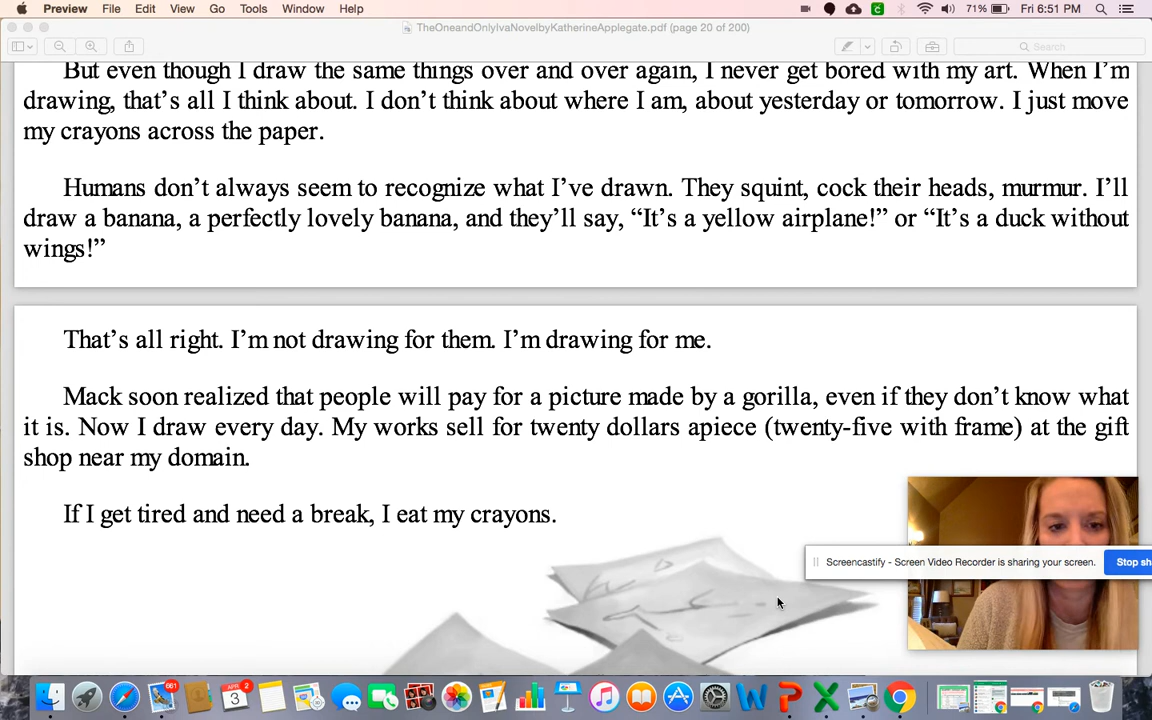 Preview File Edit View Go Tools Window Help 71% Fri 6:51 PM
TheOneandOnlyIvaNovelbyKatherineApplegate.pdf (page 20 of 200)
Search
But even though I draw the same things over and over again, I never get bored with my art. When I'm
drawing, that's all I think about. I don't think about where I am, about yesterday or tomorrow. I just move
my crayons across the paper.
Humans don't always seem to recognize what I've drawn. They squint, cock their heads, murmur. I'll
draw a banana, a perfectly lovely banana, and they'll say, “It's a yellow airplane!” or “It's a duck without
wings!”
That's all right. I'm not drawing for them. I'm drawing for me.
Mack soon realized that people will pay for a picture made by a gorilla, even if they don't know what
it is. Now I draw every day. My works sell for twenty dollars apiece (twenty-five with frame) at the gift
shop near my domain.
If I get tired and need a break, I eat my crayons.
Screencastify - Screen Video Recorder is sharing your screen. Stop sh
661
APR 2
3